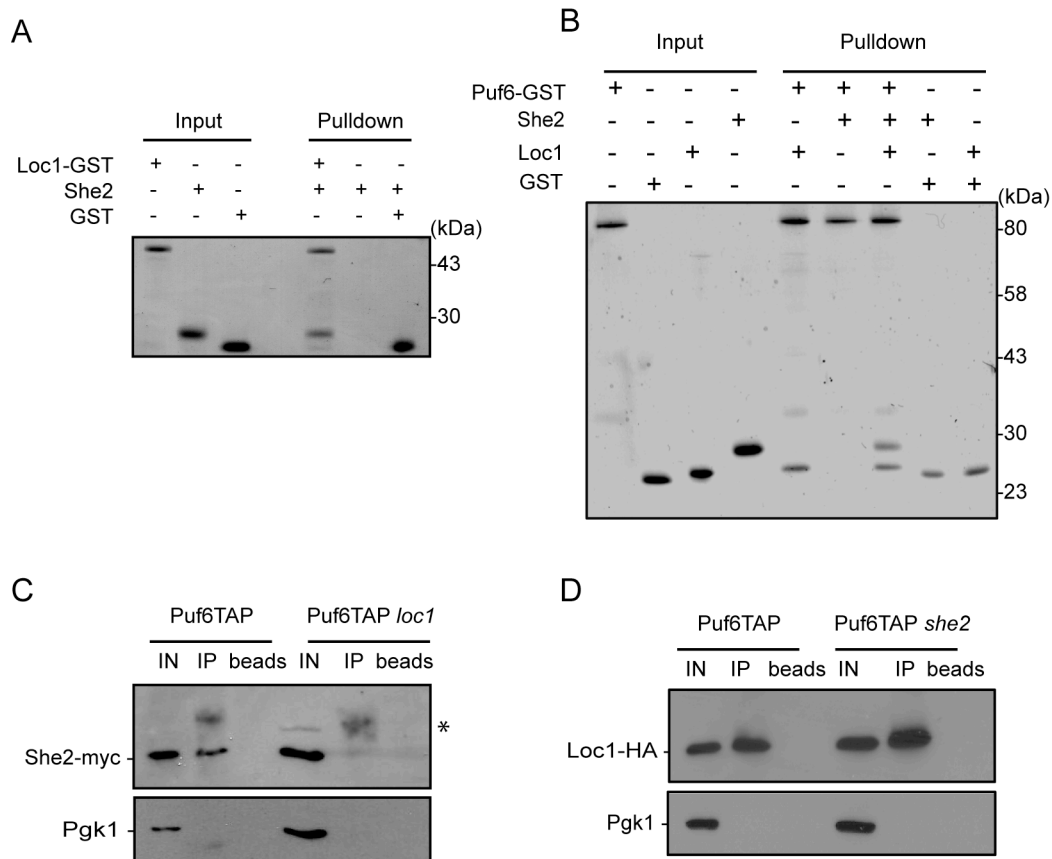 A
Input Pulldown
Loc1-GST + - - + - -
She2 - + - + + +
GST - - + - - +
(kDa)
-43
-30
B
Input Pulldown
Puf6-GST + - - - + + + - -
She2 - - - + - + + + -
Loc1 - - + - + - + - +
GST - + - - - - - + +
(kDa)
-80
-58
-43
-30
-23
C
Puf6TAP Puf6TAP loc1
IN IP beads IN IP beads
*
She2-myc -
Pgk1 -
D
Puf6TAP Puf6TAP she2
IN IP beads IN IP beads
Loc1-HA -
Pgk1 -